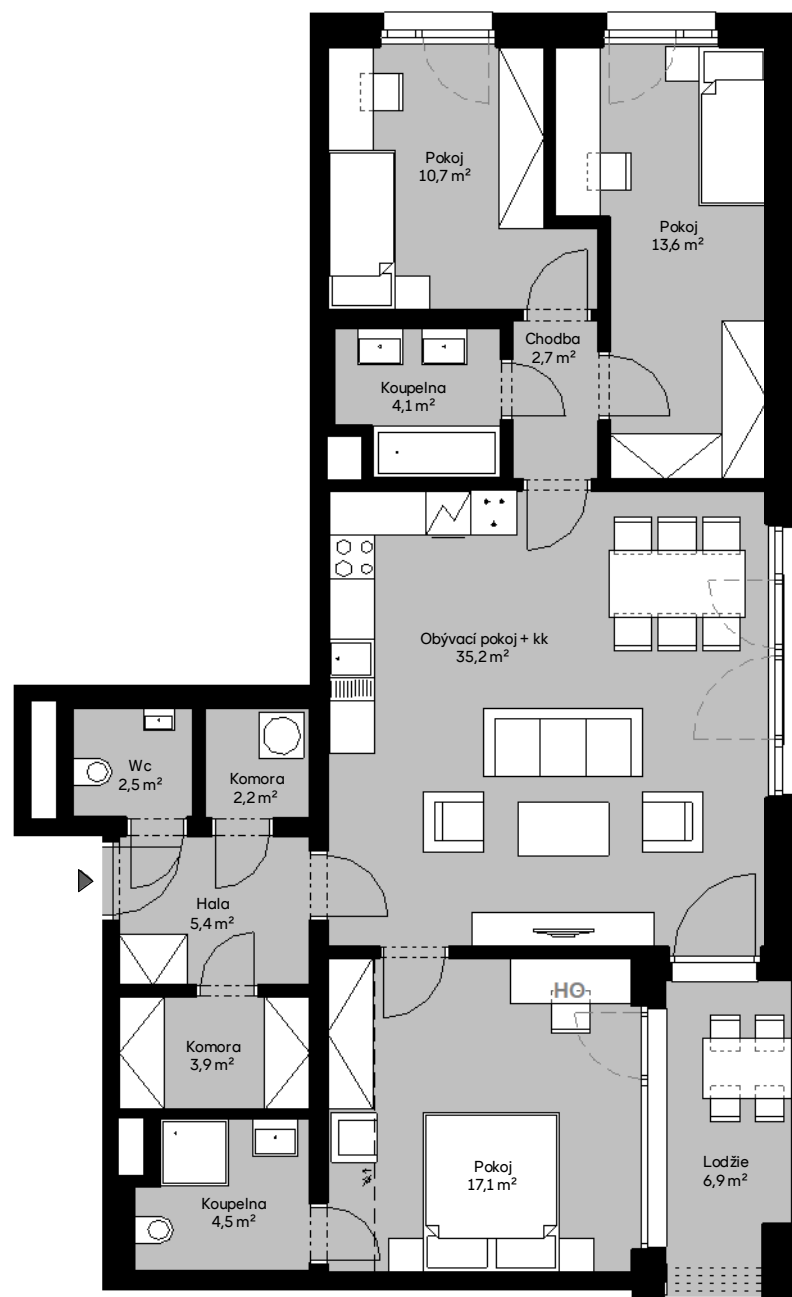 Pokoj
10,7 m²
Pokoj
13,6 m²
Chodba
2,7 m²
Koupelna
4,1 m²
Obývací pokoj + kk
35,2 m²
Wc
2,5 m²
Komora
2,2 m²
Hala
5,4 m²
HO
Komora
3,9 m²
Pokoj
17,1 m²
Lodžie
6,9 m²
Koupelna
4,5 m²